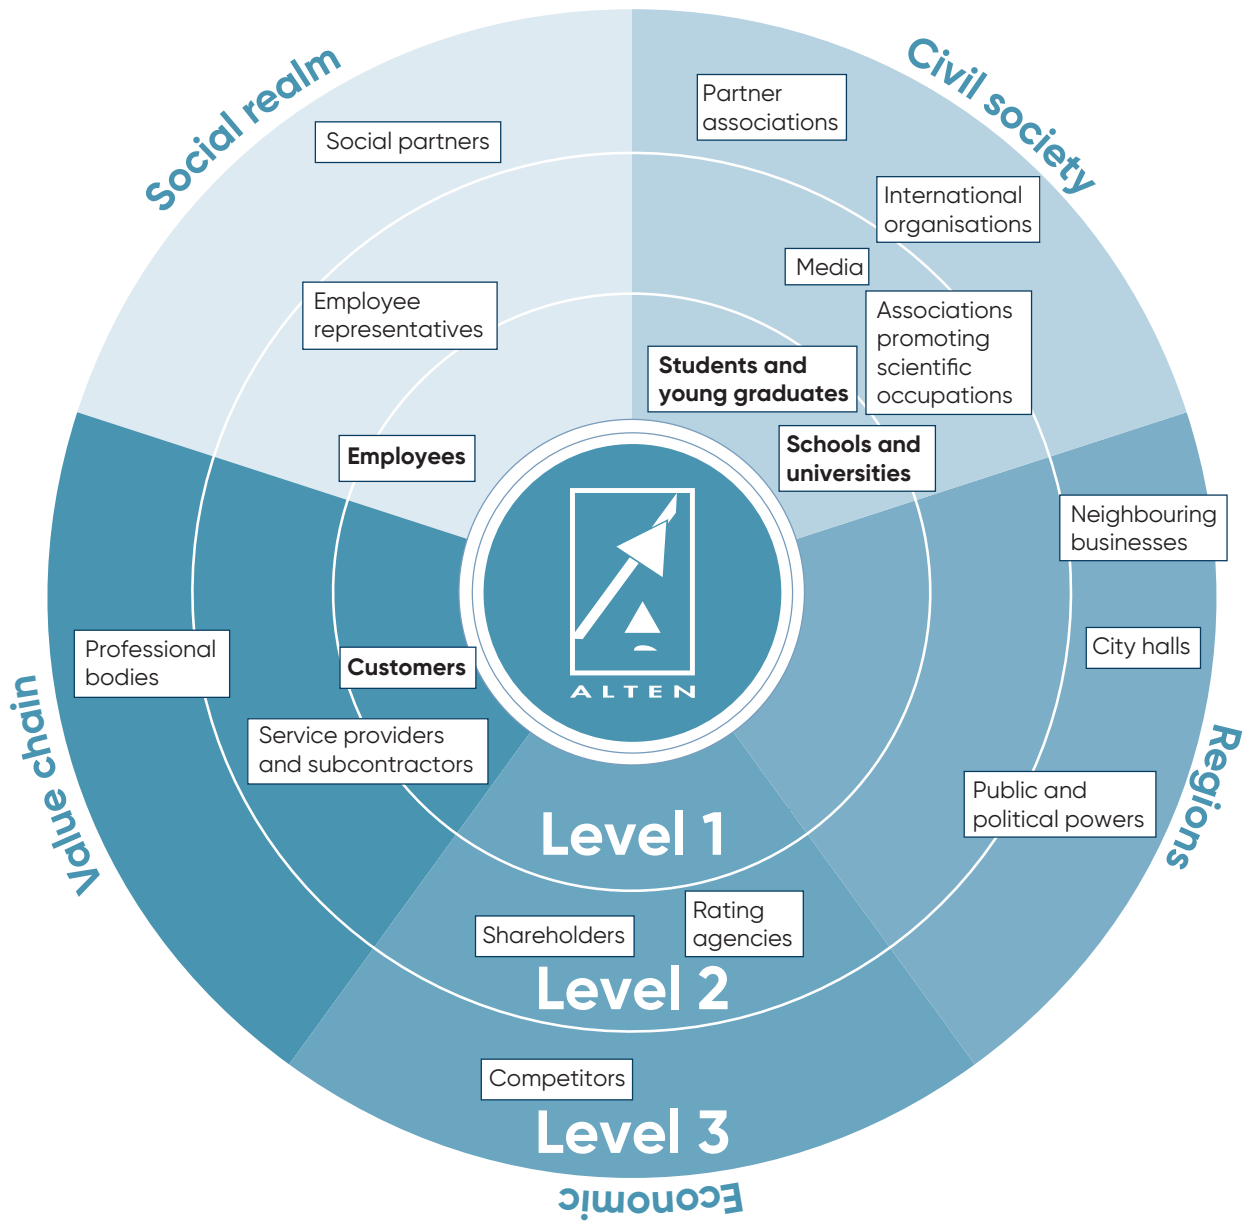 Social realm
Civil society
Partner
associations
Social partners
International
organisations
Media
Employee
representatives
Associations
promoting
scientific
occupations
Students and
young graduates
Schools and
universities
Employees
Neighbouring
businesses
City halls
Professional
bodies
Customers
ALTEN
Service providers
and subcontractors
Value chain
Regions
Public and
political powers
Level 1
Rating
agencies
Shareholders
Level 2
Competitors
Level 3
Economic